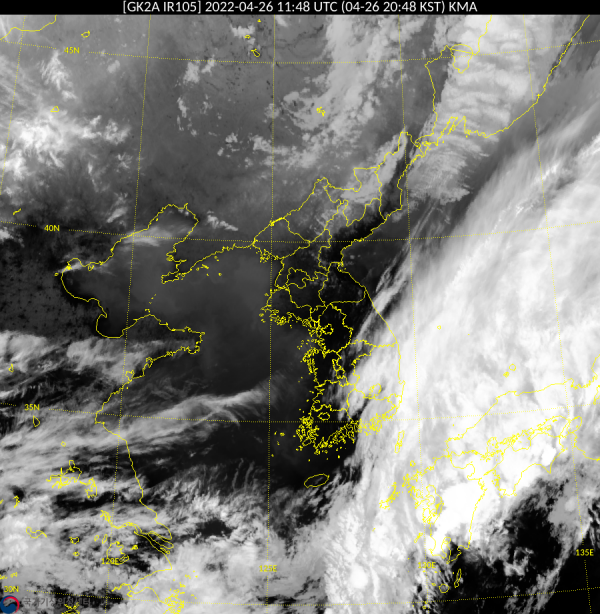 [GK2A IR105] 2022-04-26 11:48 UTC (04-26 20:48 KST) KMA
45N
40N
35N
135E
120E
125E
130E
30N